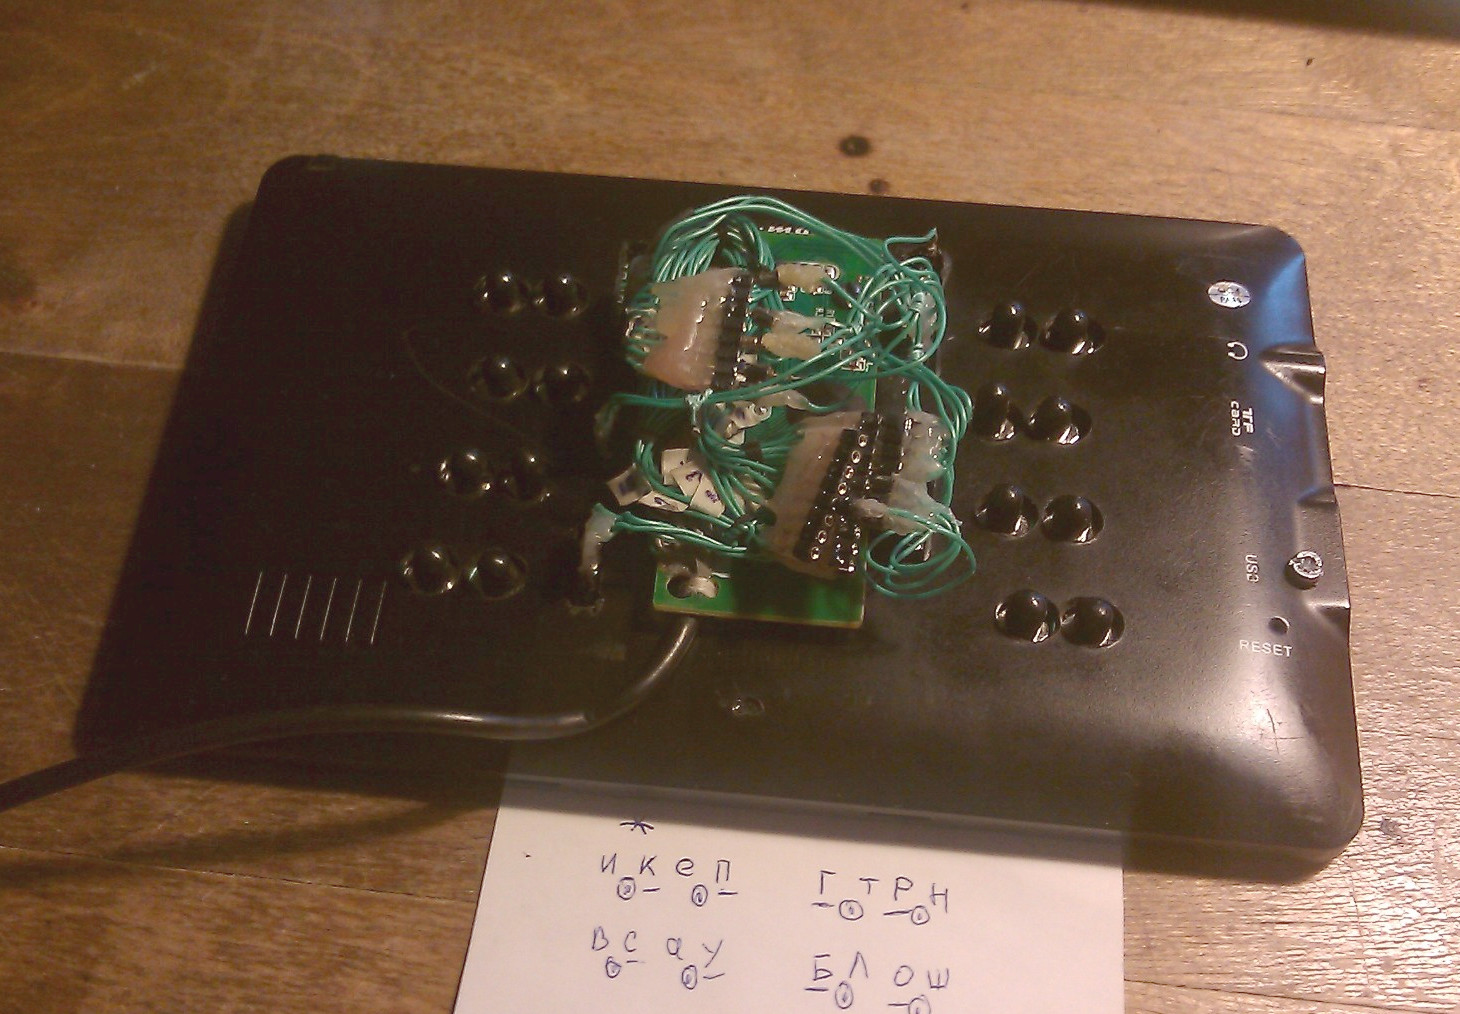 TF
CARD
USB
RESET
*
и к е п
Г т Р Н
В С а у
Б Л о ш